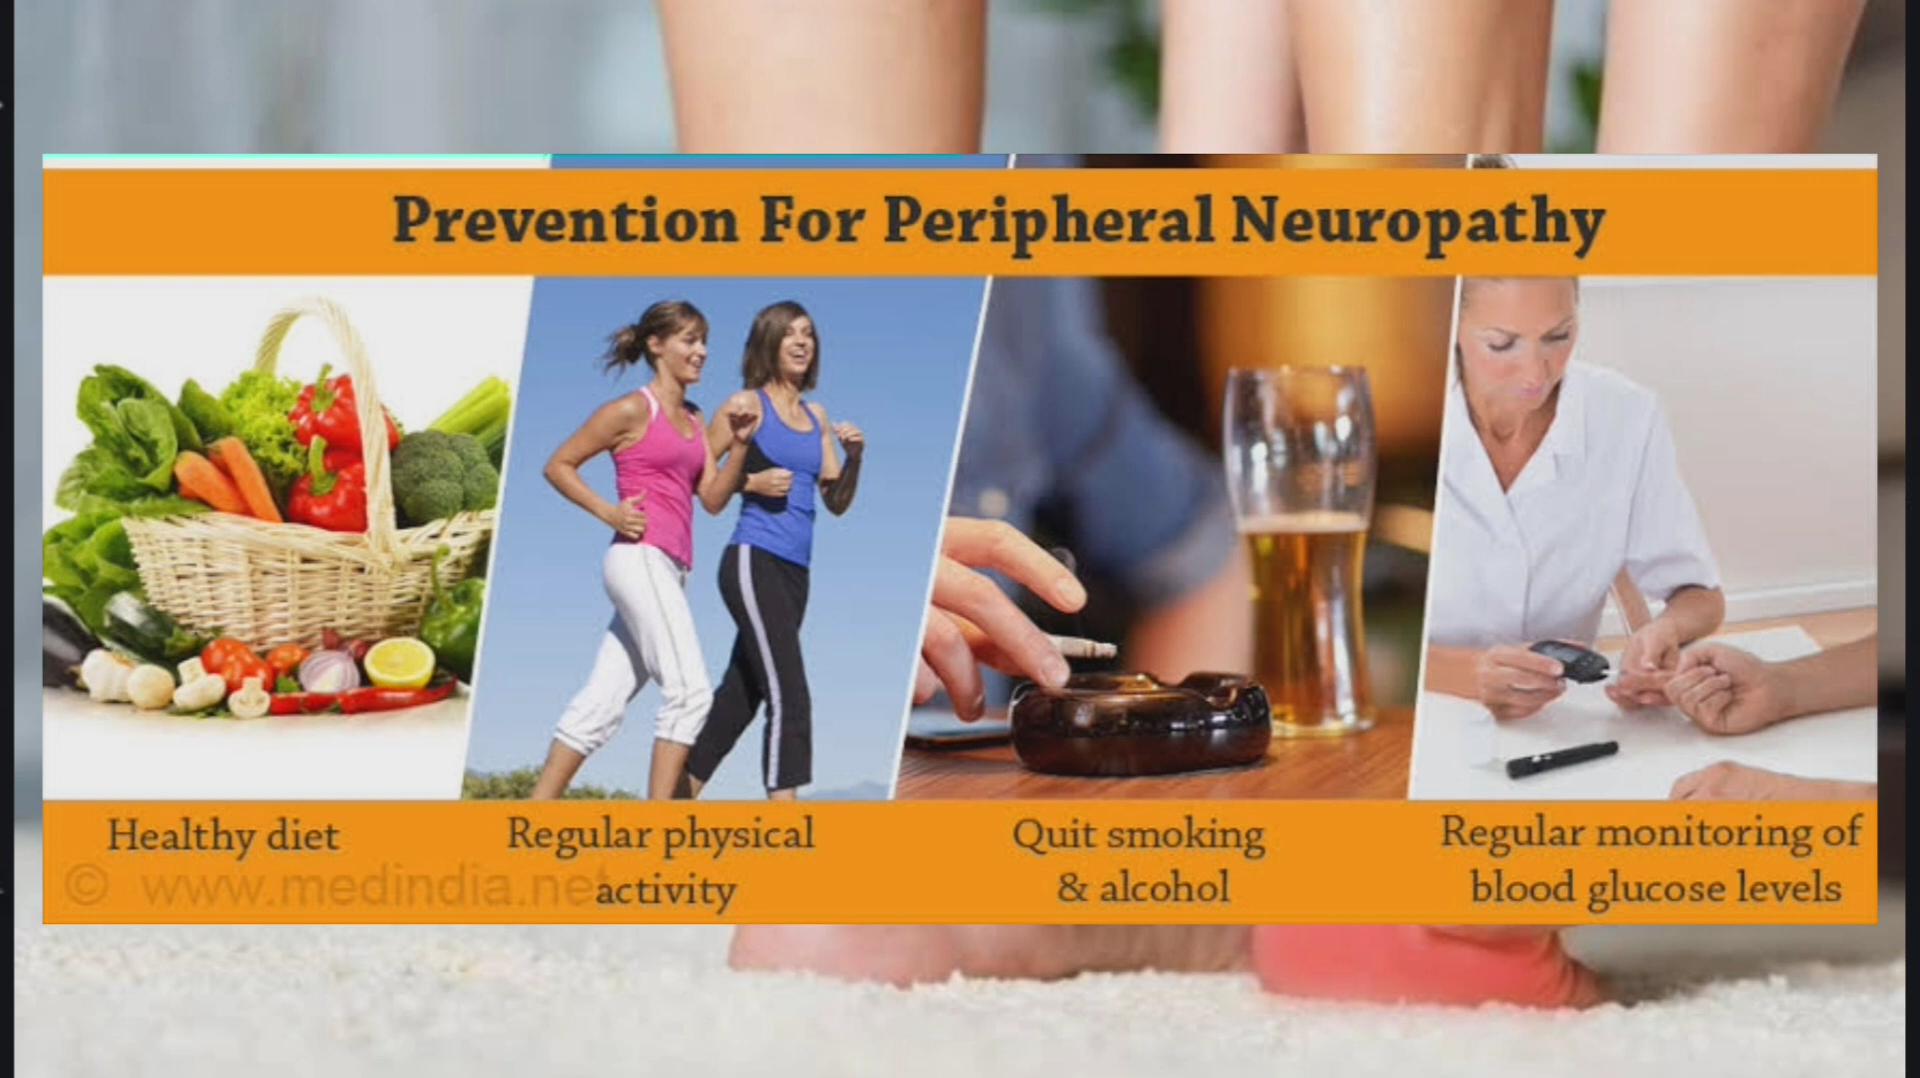 Prevention For Peripheral Neuropathy
Healthy diet
Regular physical
activity
Quit smoking
& alcohol
Regular monitoring of
blood glucose levels
© www.medindia.net